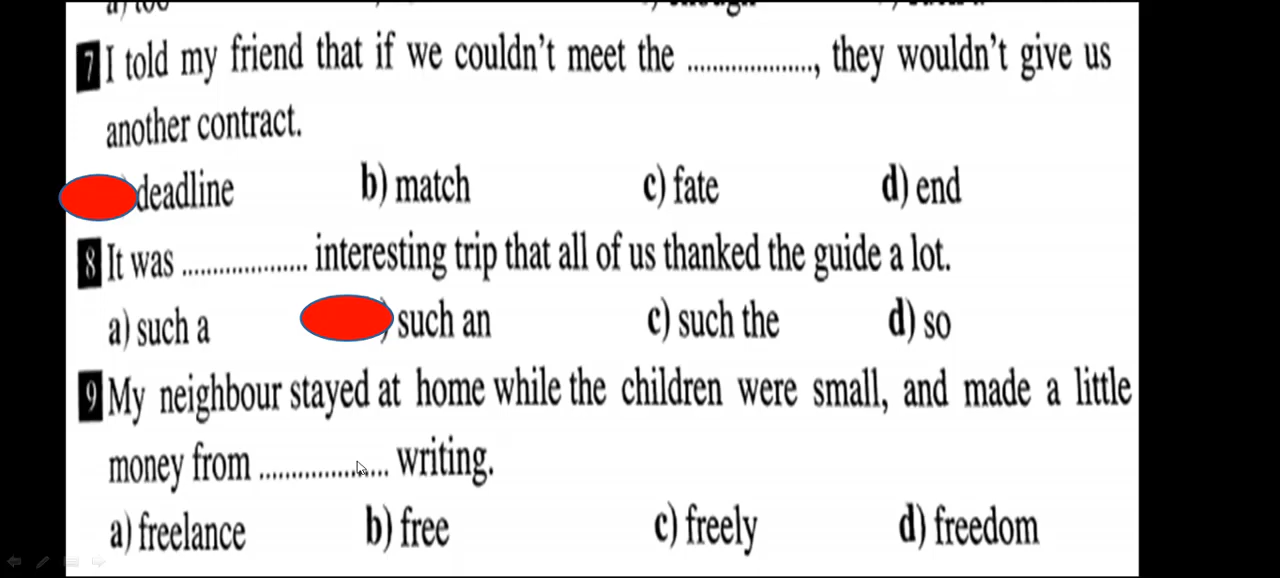 7 I told my friend that if we couldn't meet the ...................., they wouldn't give us
another contract.
deadline b) match c) fate d) end
8 It was ................... interesting trip that all of us thanked the guide a lot.
a) such a ) such an c) such the d) so
9 My neighbour stayed at home while the children were small, and made a little
money from .................... writing.
a) freelance b) free c) freely d) freedom